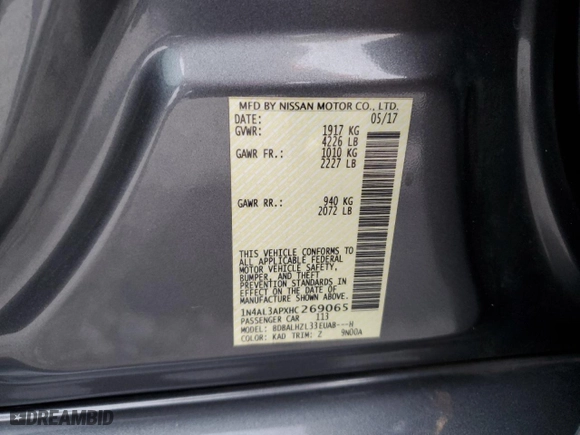 MFD BY NISSAN MOTOR CO., LTD.
DATE: 05/17
GVWR: 1917 KG
4226 LB
GAWR FR.: 1010 KG
2227 LB
GAWR RR.: 940 KG
2072 LB
THIS VEHICLE CONFORMS TO
ALL APPLICABLE FEDERAL
MOTOR VEHICLE SAFETY,
BUMPER, AND THEFT
PREVENTION STANDARDS IN
EFFECT ON THE DATE OF
MANUFACTURE SHOWN ABOVE.
1N4AL3APXHC269065
PASSENGER CAR 113
MODEL: BDBALHZL33EUAB---H
COLOR: KAD TRIM: Z 9N00A
DREAMBID